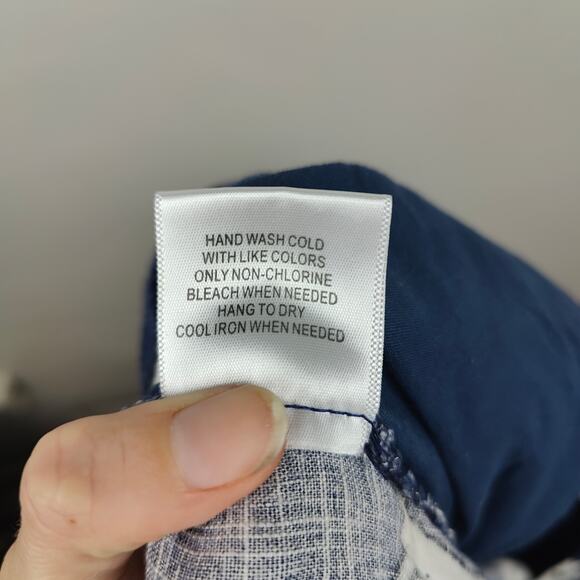 HAND WASH COLD
WITH LIKE COLORS
ONLY NON-CHLORINE
BLEACH WHEN NEEDED
HANG TO DRY
COOL IRON WHEN NEEDED